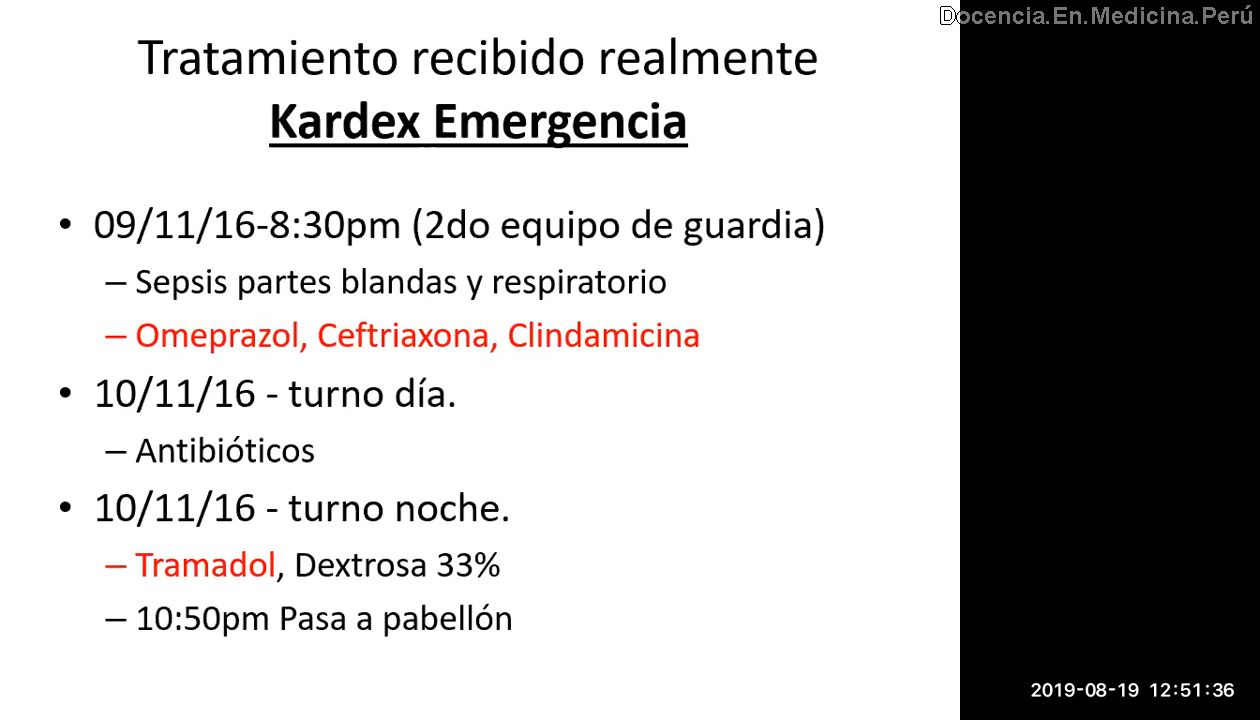 Docencia.En.Medicina.Perú
Tratamiento recibido realmente
Kardex Emergencia
• 09/11/16-8:30pm (2do equipo de guardia)
– Sepsis partes blandas y respiratorio
– Omeprazol, Ceftriaxona, Clindamicina
• 10/11/16 - turno día.
– Antibióticos
• 10/11/16 - turno noche.
– Tramadol, Dextrosa 33%
– 10:50pm Pasa a pabellón
2019-08-19 12:51:36